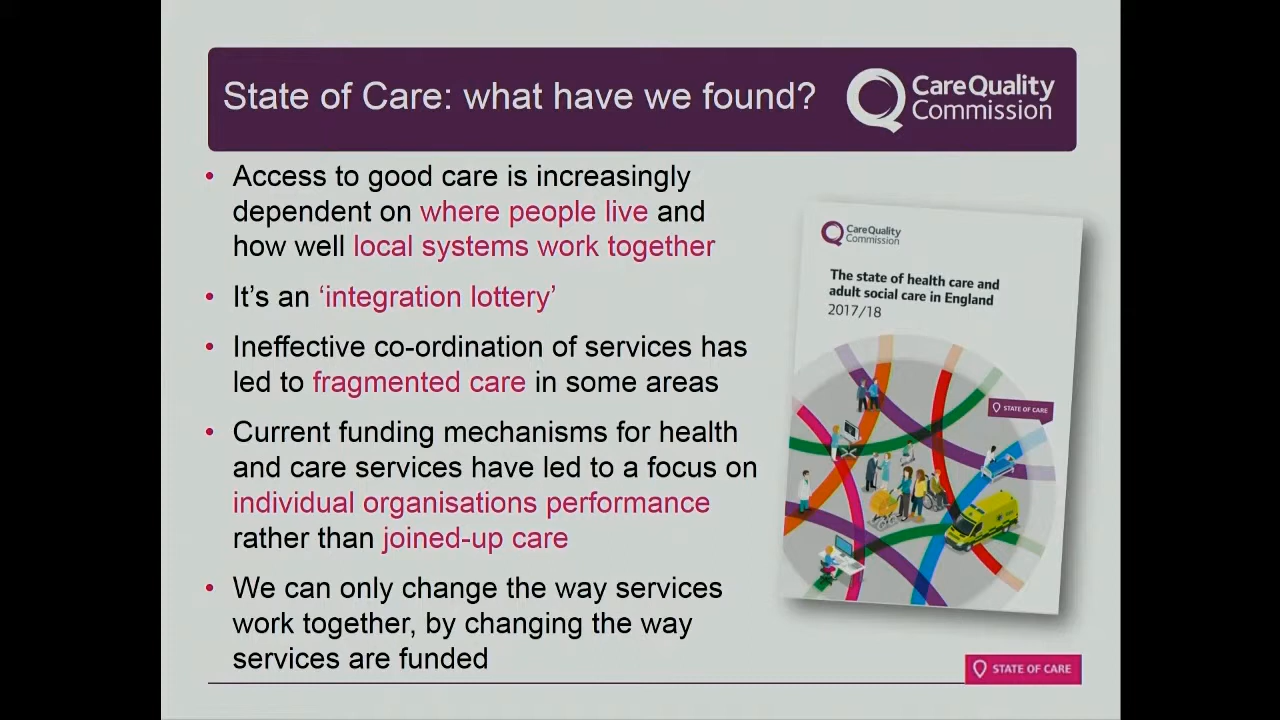 State of Care: what have we found?
CareQuality
Commission
• Access to good care is increasingly
dependent on where people live and
how well local systems work together
• It’s an ‘integration lottery’
• Ineffective co-ordination of services has
led to fragmented care in some areas
• Current funding mechanisms for health
and care services have led to a focus on
individual organisations performance
rather than joined-up care
• We can only change the way services
work together, by changing the way
services are funded
CareQuality
Commission
The state of health care and
adult social care in England
2017/18
STATE OF CARE
STATE OF CARE